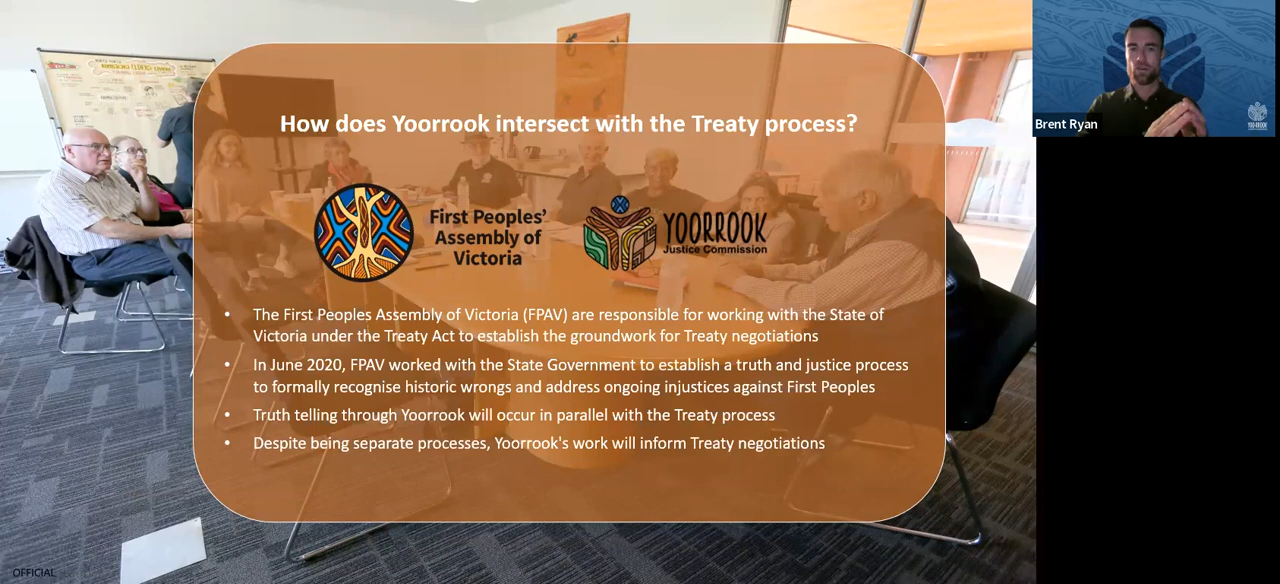 How does Yoorrook intersect with the Treaty process?
First Peoples'
Assembly of
Victoria
YOORROOK
Justice Commission
• The First Peoples Assembly of Victoria (FPAV) are responsible for working with the State of
Victoria under the Treaty Act to establish the groundwork for Treaty negotiations
• In June 2020, FPAV worked with the State Government to establish a truth and justice process
to formally recognise historic wrongs and address ongoing injustices against First Peoples
• Truth telling through Yoorrook will occur in parallel with the Treaty process
• Despite being separate processes, Yoorrook's work will inform Treaty negotiations
OFFICIAL
Brent Ryan
YOORROOK